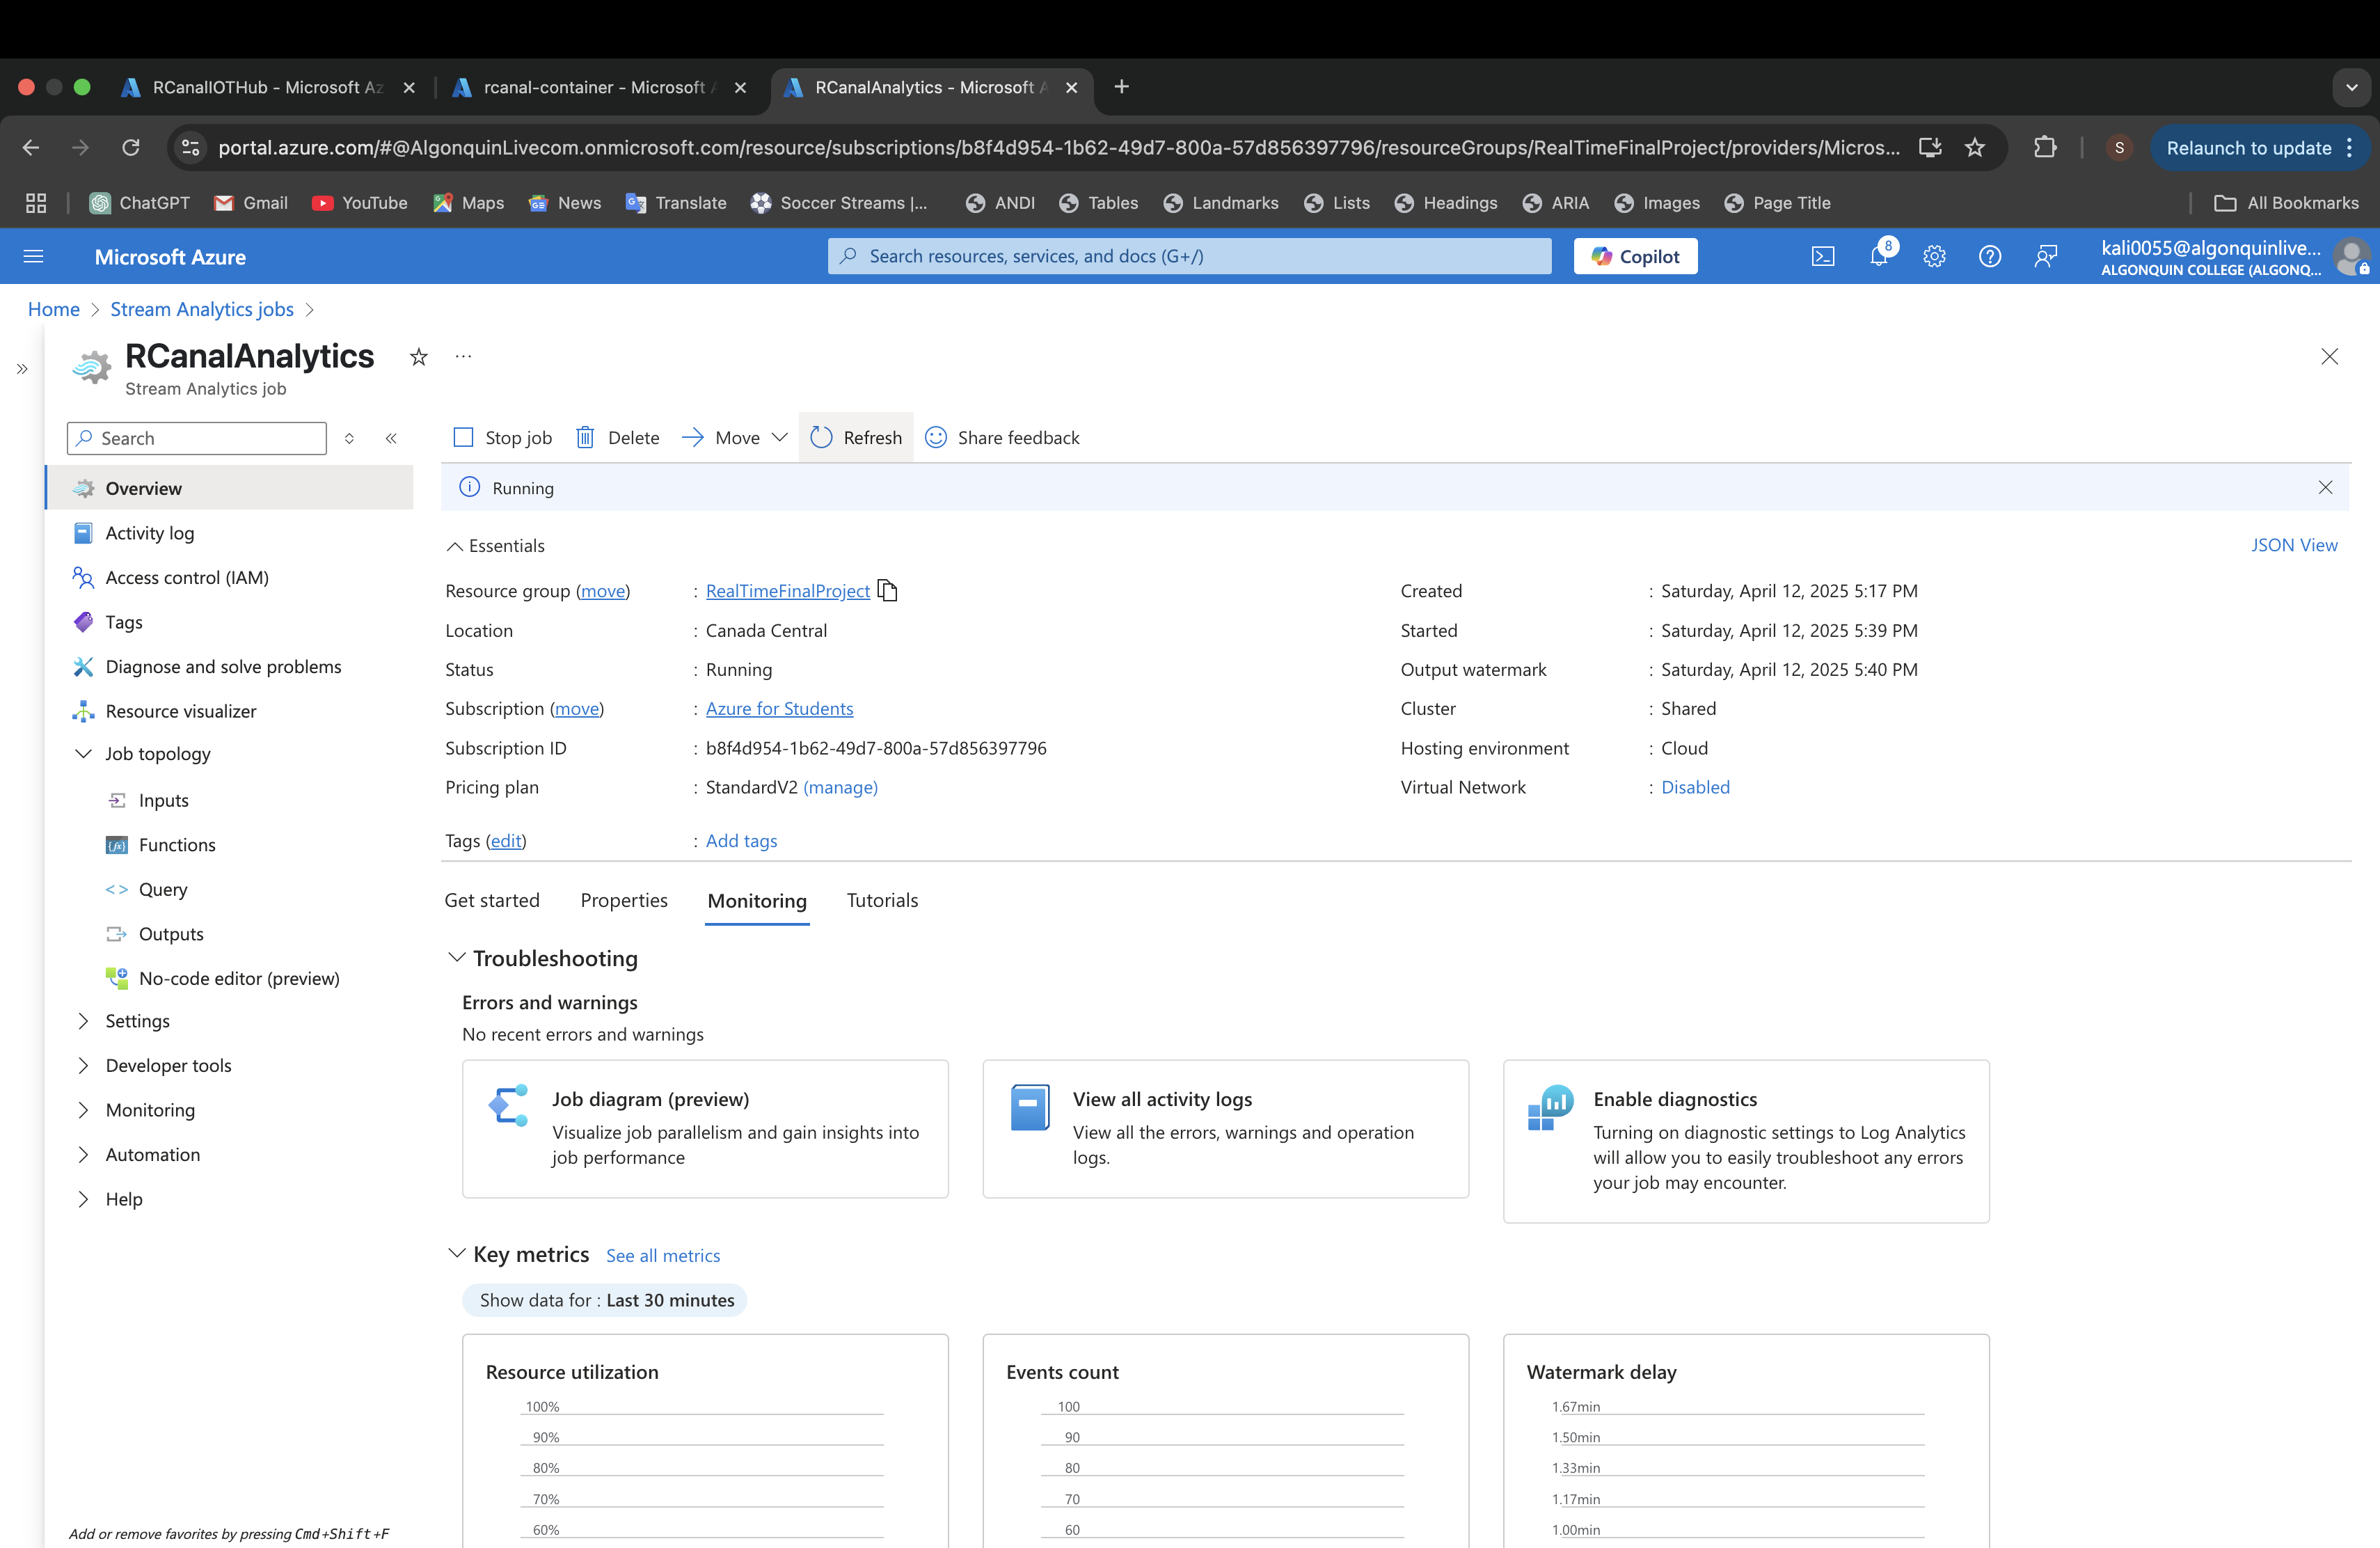 RCanalIOTHub - Microsoft Az
rcanal-container - Microsoft A
RCanalAnalytics - Microsoft A
portal.azure.com/#@AlgonquinLivecom.onmicrosoft.com/resource/subscriptions/b8f4d954-1b62-49d7-800a-57d856397796/resourceGroups/RealTimeFinalProject/providers/Micros...
S
Relaunch to update
ChatGPT
Gmail
YouTube
Maps
News
Translate
Soccer Streams |...
ANDI
Tables
Landmarks
Lists
Headings
ARIA
Images
Page Title
All Bookmarks
Microsoft Azure
Search resources, services, and docs (G+/)
Copilot
8
kali0055@algonquinlive...
ALGONQUIN COLLEGE (ALGONQ...
Home > Stream Analytics jobs >
RCanalAnalytics
Stream Analytics job
Search
Overview
Activity log
Access control (IAM)
Tags
Diagnose and solve problems
Resource visualizer
Job topology
Inputs
Functions
Query
Outputs
No-code editor (preview)
Settings
Developer tools
Monitoring
Automation
Help
Add or remove favorites by pressing Cmd+Shift+F
Stop job
Delete
Move
Refresh
Share feedback
Running
Essentials
JSON View
Resource group (move) : RealTimeFinalProject
Location : Canada Central
Status : Running
Subscription (move) : Azure for Students
Subscription ID : b8f4d954-1b62-49d7-800a-57d856397796
Pricing plan : StandardV2 (manage)
Tags (edit) : Add tags
Created : Saturday, April 12, 2025 5:17 PM
Started : Saturday, April 12, 2025 5:39 PM
Output watermark : Saturday, April 12, 2025 5:40 PM
Cluster : Shared
Hosting environment : Cloud
Virtual Network : Disabled
Get started
Properties
Monitoring
Tutorials
Troubleshooting
Errors and warnings
No recent errors and warnings
Job diagram (preview)
Visualize job parallelism and gain insights into
job performance
View all activity logs
View all the errors, warnings and operation
logs.
Enable diagnostics
Turning on diagnostic settings to Log Analytics
will allow you to easily troubleshoot any errors
your job may encounter.
Key metrics
See all metrics
Show data for : Last 30 minutes
Resource utilization
100%
90%
80%
70%
60%
Events count
100
90
80
70
60
Watermark delay
1.67min
1.50min
1.33min
1.17min
1.00min